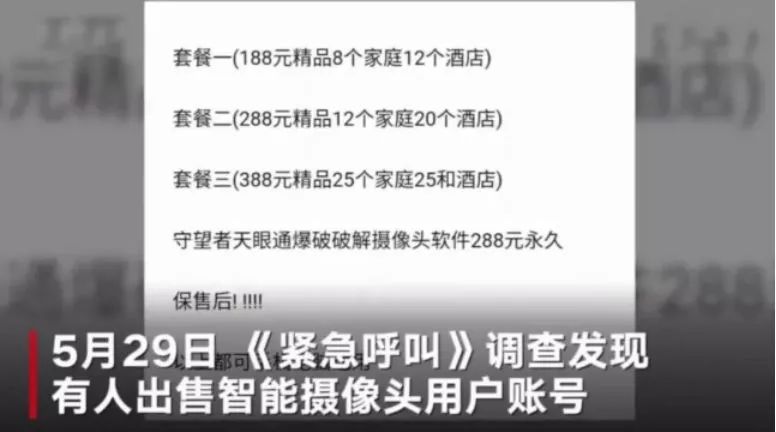 套餐一(188元精品8个家庭12个酒店)
套餐二(288元精品12个家庭20个酒店)
套餐三(388元精品25个家庭25和酒店)
守望者天眼通爆破破解摄像头软件288元永久
保售后! !!!!
5月29日 《紧急呼叫》调查发现
有人出售智能摄像头用户账号